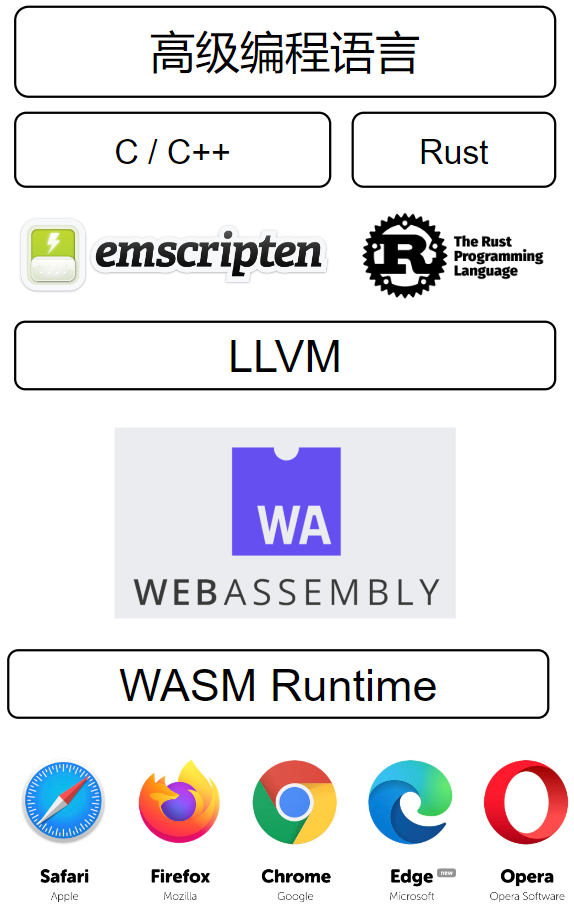 高级编程语言
C / C++
Rust
emscripten
R
The Rust
Programming
Language
LLVM
WA
WEBASSEMBLY
WASM Runtime
Safari
Apple
Firefox
Mozilla
Chrome
Google
Edge new
Microsoft
Opera
Opera Software